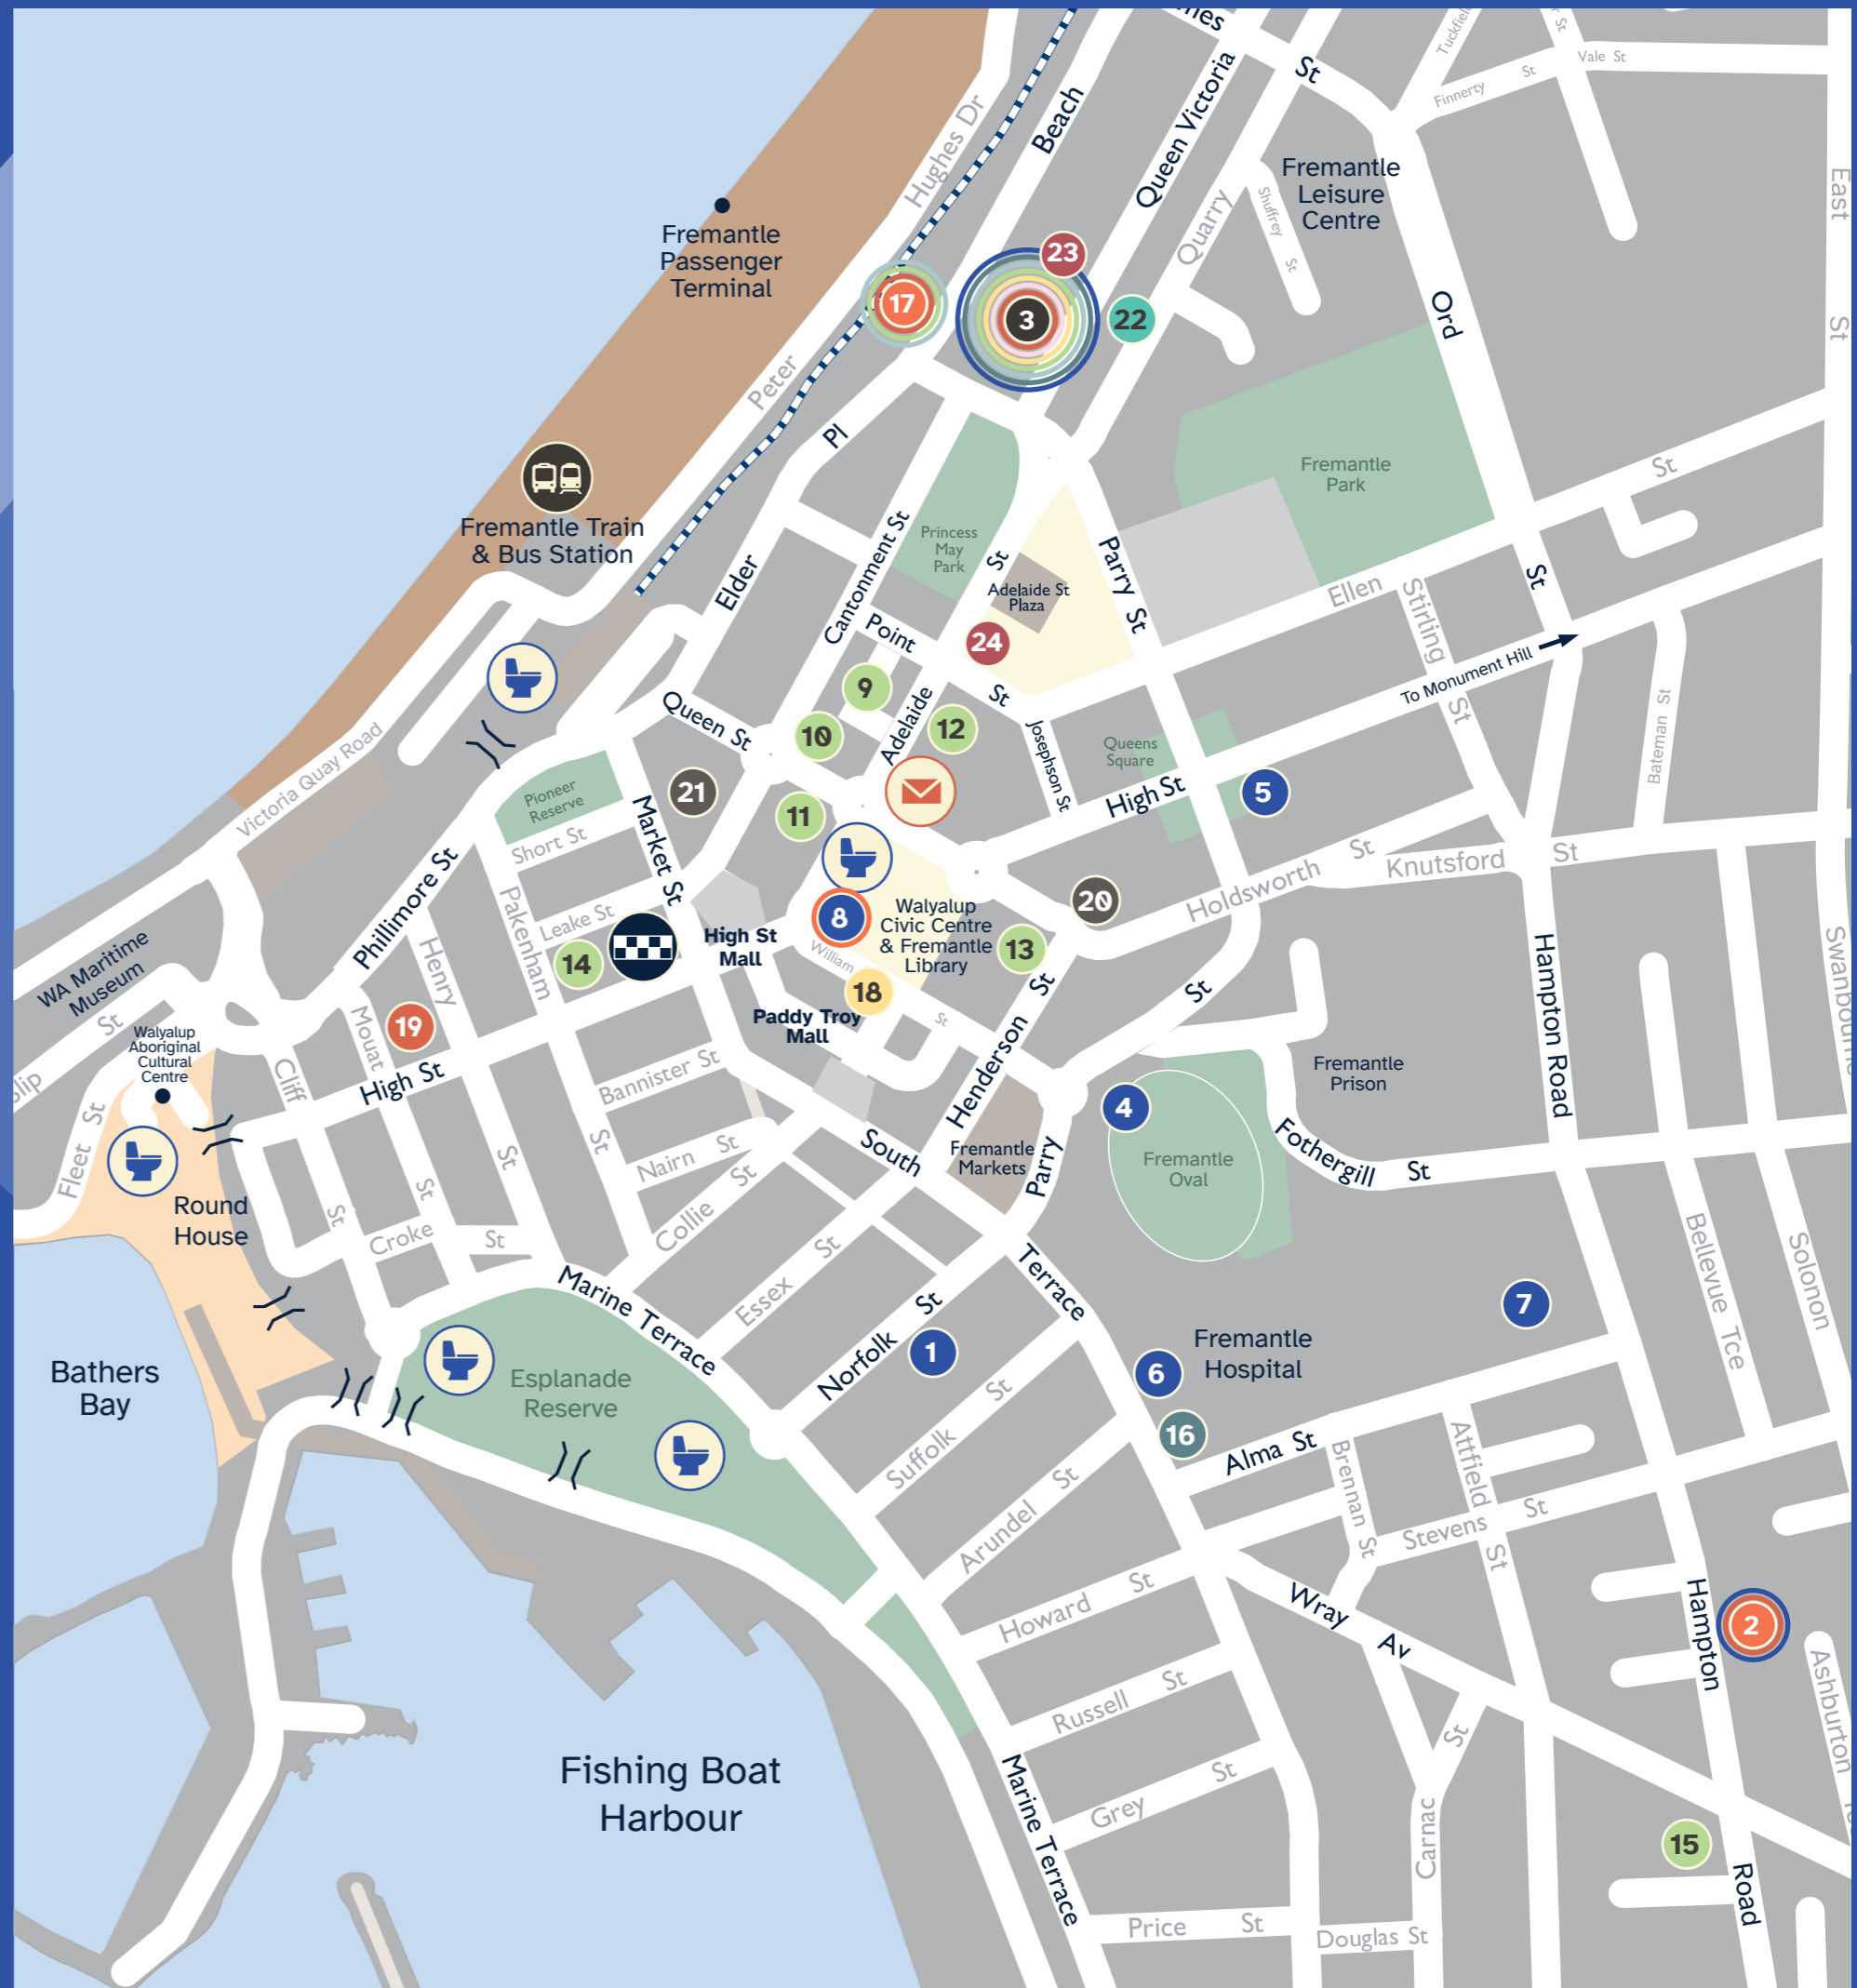 St
Tuckfiel
St
Vale St
Finnerty St
Hughes Dr
Beach
Queen Victoria
Quarry
Shuffrey St
Fremantle
Leisure
Centre
East St
Fremantle
Passenger
Terminal
23
17
3
22
Ord St
Peter
Pl
Fremantle
Park
St
Fremantle Train
& Bus Station
Elder
Cantonment St
Princess
May
Park
St
Adelaide St
Plaza
Parry St
Ellen
Stirling St
To Monument Hill
Point St
24
9
10
12
Adelaide
Queen St
Josephson St
Queens
Square
High St
5
Bateman St
Victoria Quay Road
Pioneer
Reserve
Short St
21
11
Market St
Phillimore St
Pakenham St
Leake St
8
Walyalup
Civic Centre
& Fremantle
Library
20
Holdsworth St
Knutsford St
High St
Mall
14
13
William St
18
Paddy Troy
Mall
WA Maritime
Museum
St
Walyalup
Aboriginal
Cultural
Centre
Henry St
Mouat St
19
High St
Cliff St
Bannister St
Henderson St
St
Hampton Road
Swanbourne
Fremantle
Prison
4
Fothergill St
Fremantle
Oval
Fleet St
Round
House
Nairn St
South
Fremantle
Markets
Parry
Collie St
Croke St
Essex St
Terrace
Marine Terrace
Norfolk St
1
7
Bellevue Tce
Solonon
Bathers
Bay
Esplanade
Reserve
Fremantle
Hospital
6
16
Suffolk St
Alma St
Arundel St
Brennan St
Attfield St
Stevens St
Howard St
Wray Av
Hampton
2
Russell St
Ashburton
Grey St
St
Carnac
Fishing Boat
Harbour
Marine Terrace
15
Road
Price St
Douglas St